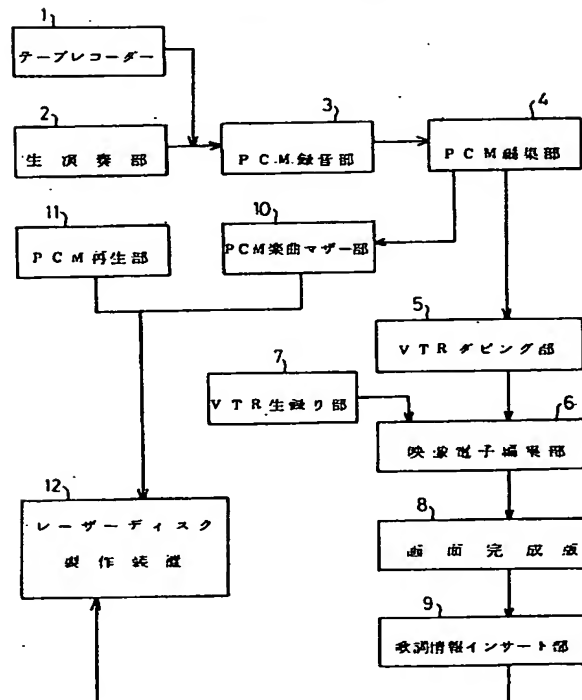 1
テープレコーダー
2
生演奏部
3
PCM録音部
4
PCM編集部
11
PCM再生部
10
PCM楽曲マザー部
5
VTRダビング部
7
VTR生録り部
6
映像電子編集部
12
レーザーディスク
製作装置
8
画面完成版
9
歌詞情報インサート部